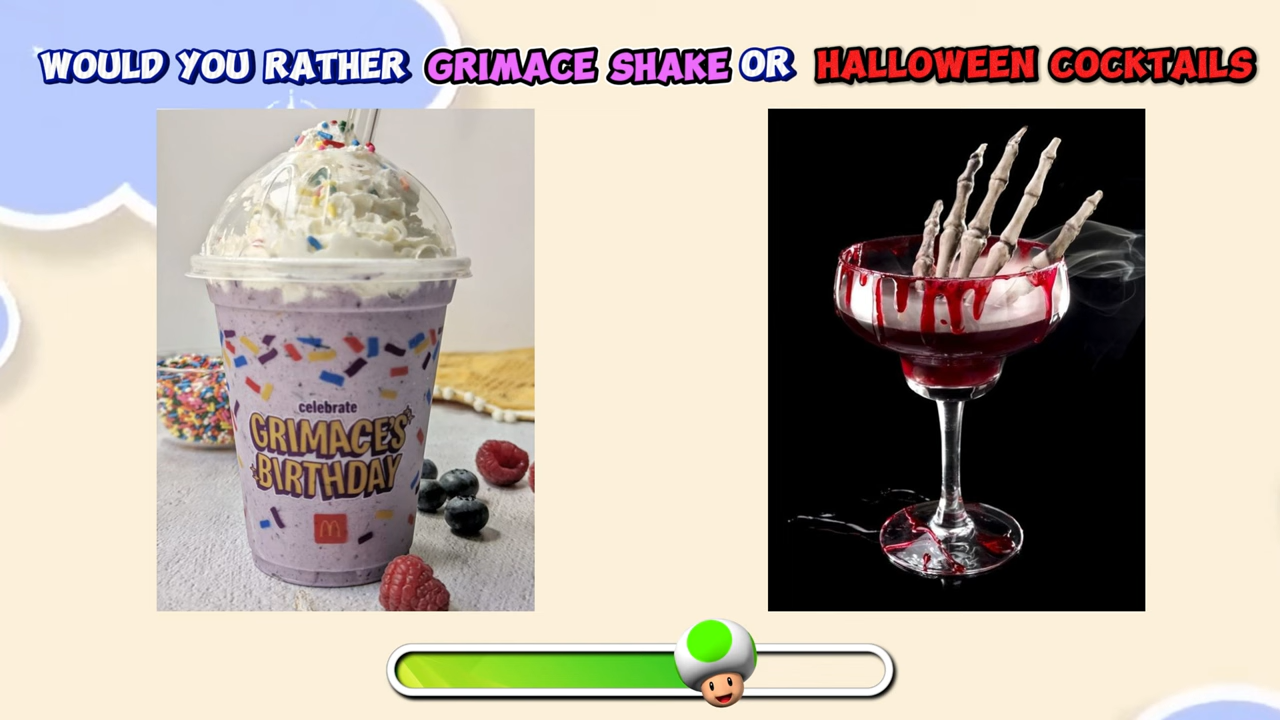 WOULD YOU RATHER GRIMACE SHAKE OR HALLOWEEN COCKTAILS
celebrate
GRIMACE'S
BIRTHDAY